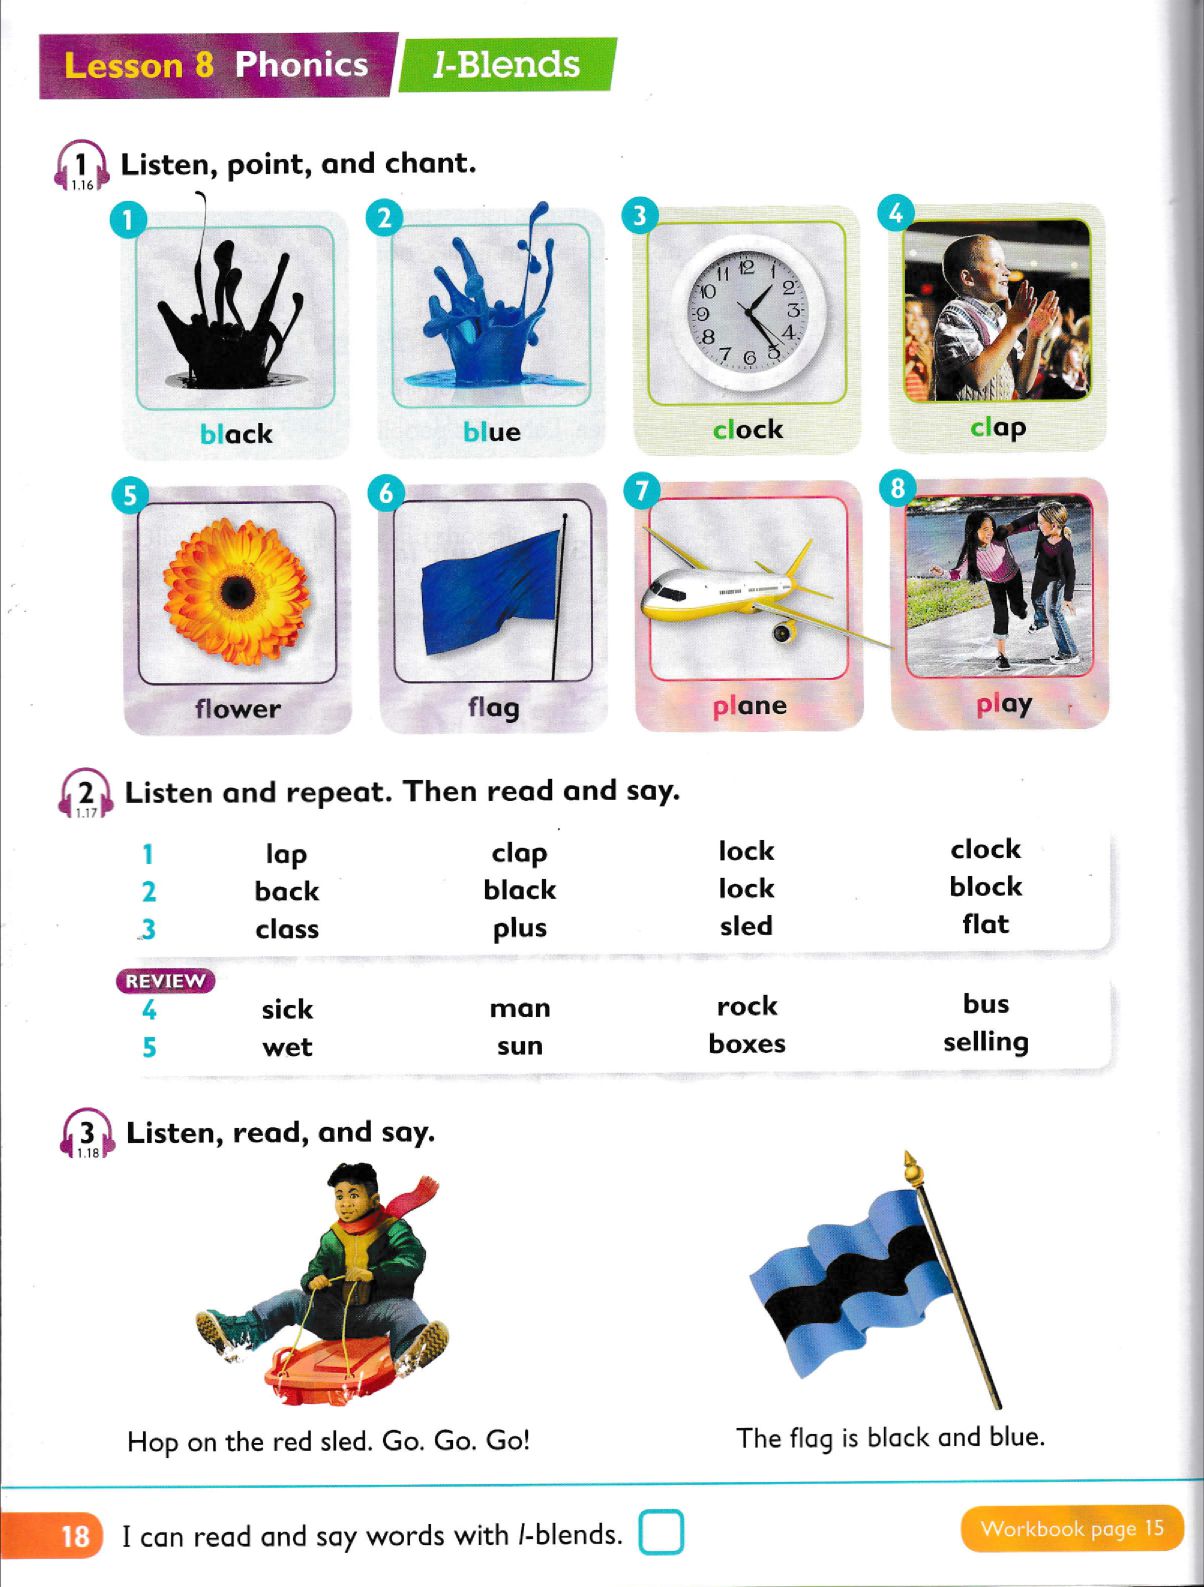 Lesson 8 Phonics l-Blends
1 Listen, point, and chant.
1.16
1 2 3 4
black blue clock clap
5 6 7 8
flower flag plane play
2 Listen and repeat. Then read and say.
1.17
1 lap clap lock clock
2 back black lock block
3 class plus sled flat
REVIEW
4 sick man rock bus
5 wet sun boxes selling
3 Listen, read, and say.
1.18
Hop on the red sled. Go. Go. Go! The flag is black and blue.
18 I can read and say words with l-blends. Workbook page 15